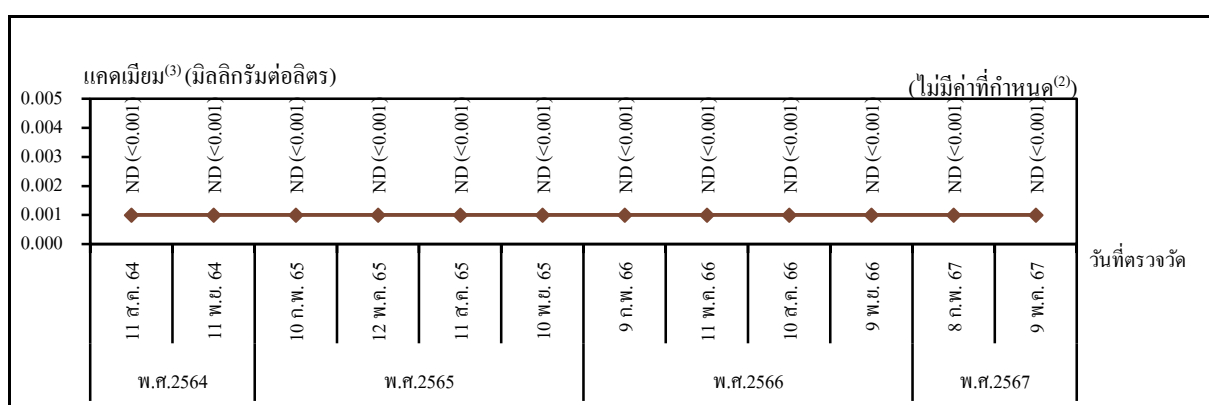 แคดเมียม(3) (มิลลิกรัมต่อลิตร)
(ไม่มีค่าที่กำหนด(2))
0.005
0.004
0.003
0.002
0.001
0.000
ND (<0.001)
ND (<0.001)
ND (<0.001)
ND (<0.001)
ND (<0.001)
ND (<0.001)
ND (<0.001)
ND (<0.001)
ND (<0.001)
ND (<0.001)
ND (<0.001)
ND (<0.001)
11 ส.ค. 64
11 พ.ย. 64
10 ก.พ. 65
12 พ.ค. 65
11 ส.ค. 65
10 พ.ย. 65
9 ก.พ. 66
11 พ.ค. 66
10 ส.ค. 66
9 พ.ย. 66
8 ก.พ. 67
9 พ.ค. 67
วันที่ตรวจวัด
พ.ศ.2564
พ.ศ.2565
พ.ศ.2566
พ.ศ.2567